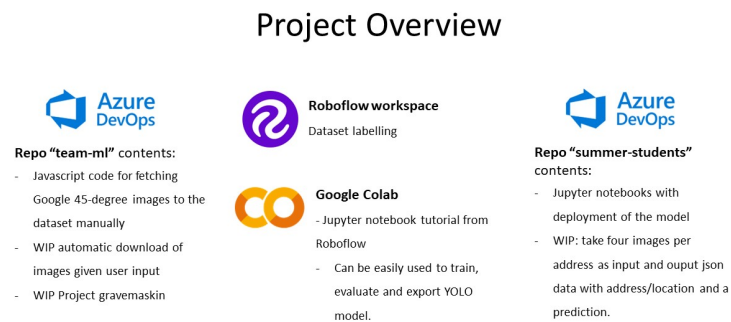 Project Overview
Azure
DevOps
Repo “team-ml” contents:
- Javascript code for fetching
Google 45-degree images to the
dataset manually
- WIP automatic download of
images given user input
- WIP Project gravemaskin
Roboflow workspace
Dataset labelling
Google Colab
- Jupyter notebook tutorial from
Roboflow
- Can be easily used to train,
evaluate and export YOLO
model.
Azure
DevOps
Repo “summer-students”
contents:
- Jupyter notebooks with
deployment of the model
- WIP: take four images per
address as input and ouput json
data with address/location and a
prediction.